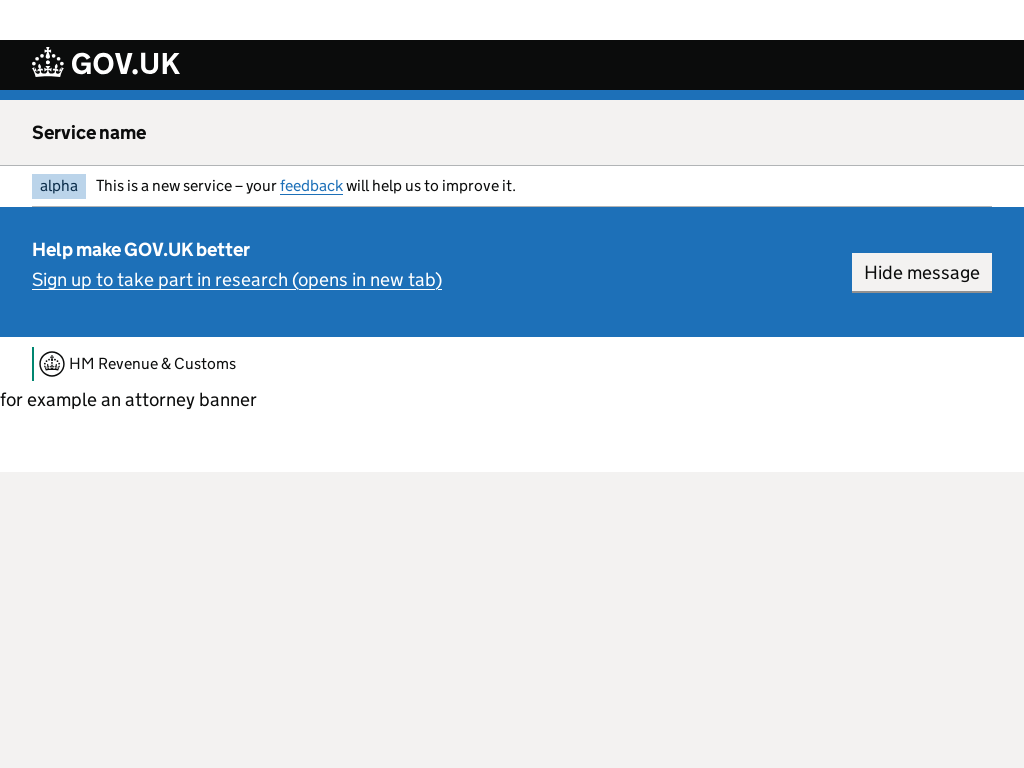 GOV.UK
Service name
alpha This is a new service – your feedback will help us to improve it.
Help make GOV.UK better
Sign up to take part in research (opens in new tab)
Hide message
HM Revenue & Customs
for example an attorney banner